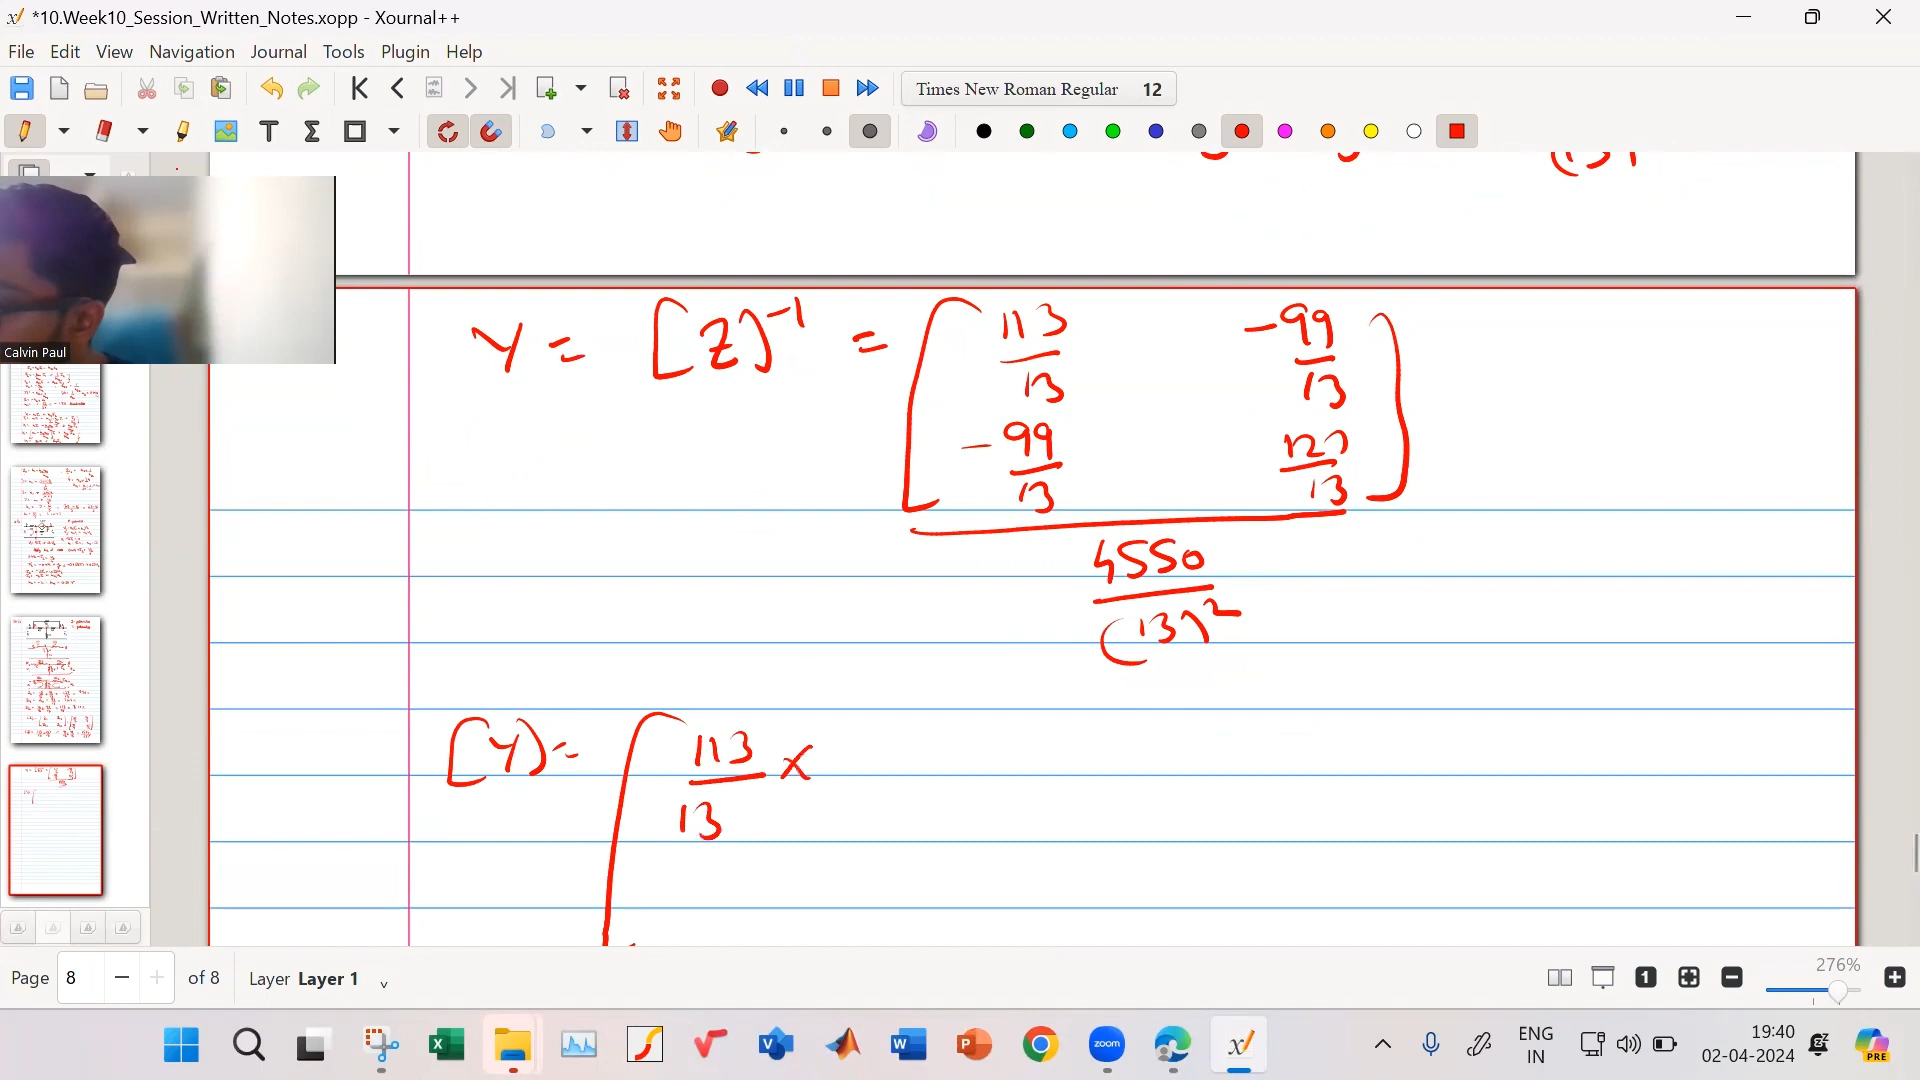 *10.Week10_Session_Written_Notes.xopp - Xournal++
File Edit View Navigation Journal Tools Plugin Help
Times New Roman Regular 12
Calvin Paul
Y = [Z]^-1 = [ 113/13 -99/13
-99/13 127/13 ]
4550/(13)^2
[Y] = [ 113/13 x
Page 8 of 8 Layer Layer 1
276%
ENG
IN
19:40
02-04-2024
zoom
PRE